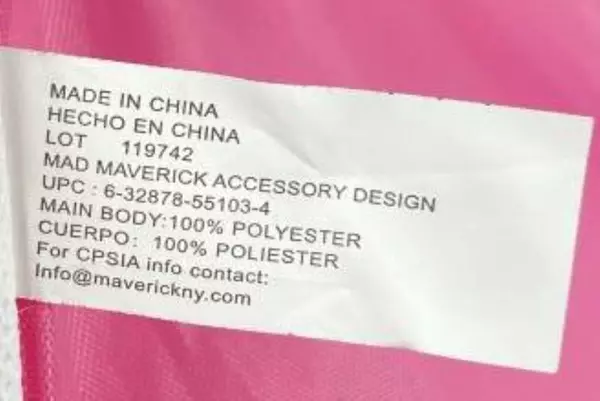 MADE IN CHINA
HECHO EN CHINA
LOT 119742
MAD MAVERICK ACCESSORY DESIGN
UPC : 6-32878-55103-4
MAIN BODY:100% POLYESTER
CUERPO: 100% POLIESTER
For CPSIA info contact:
Info@maverickny.com